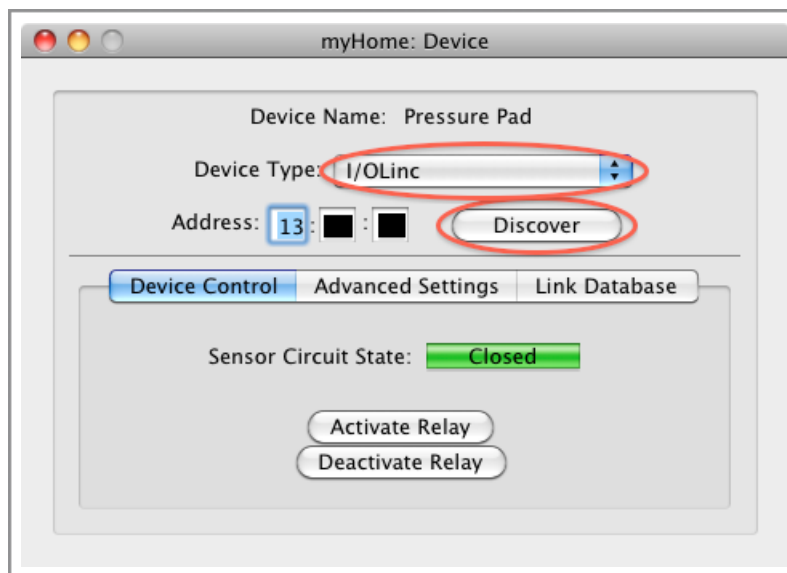 myHome: Device
Device Name: Pressure Pad
Device Type: I/OLinc
Address: 13 : : Discover
Device Control Advanced Settings Link Database
Sensor Circuit State: Closed
Activate Relay
Deactivate Relay